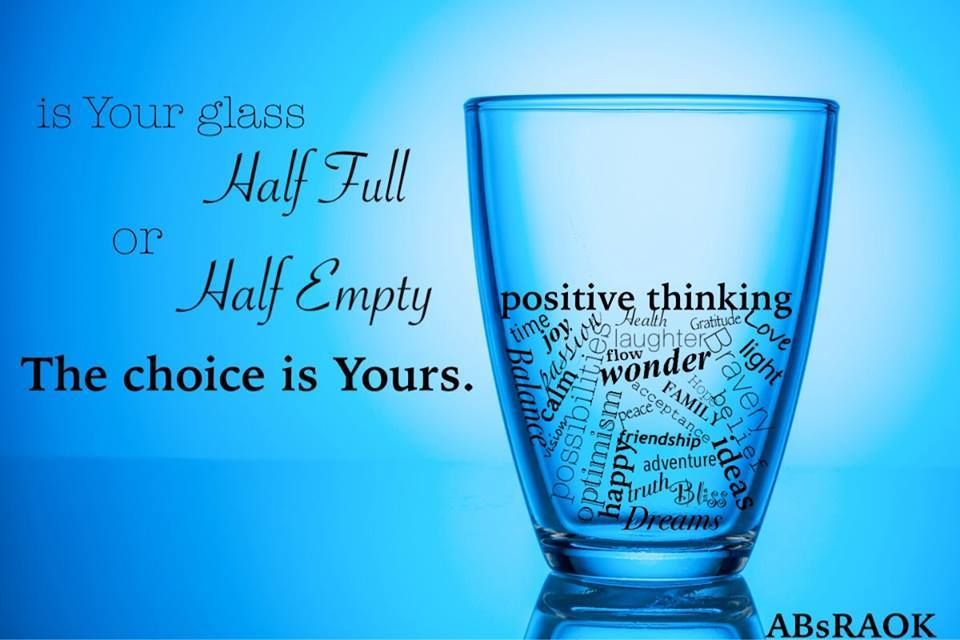 is Your glass
Half Full
or
Half Empty
The choice is Yours.
positive thinking
time
joy
passion
Health
Gratitude
Love
laughter
light
Balance
calm
flow
wonder
Bravery
possibilities
Hope
FAMILY
belief
acceptance
peace
vision
optimism
happy
friendship
adventure
ideas
truth
Bliss
Dreams
ABsRAOK